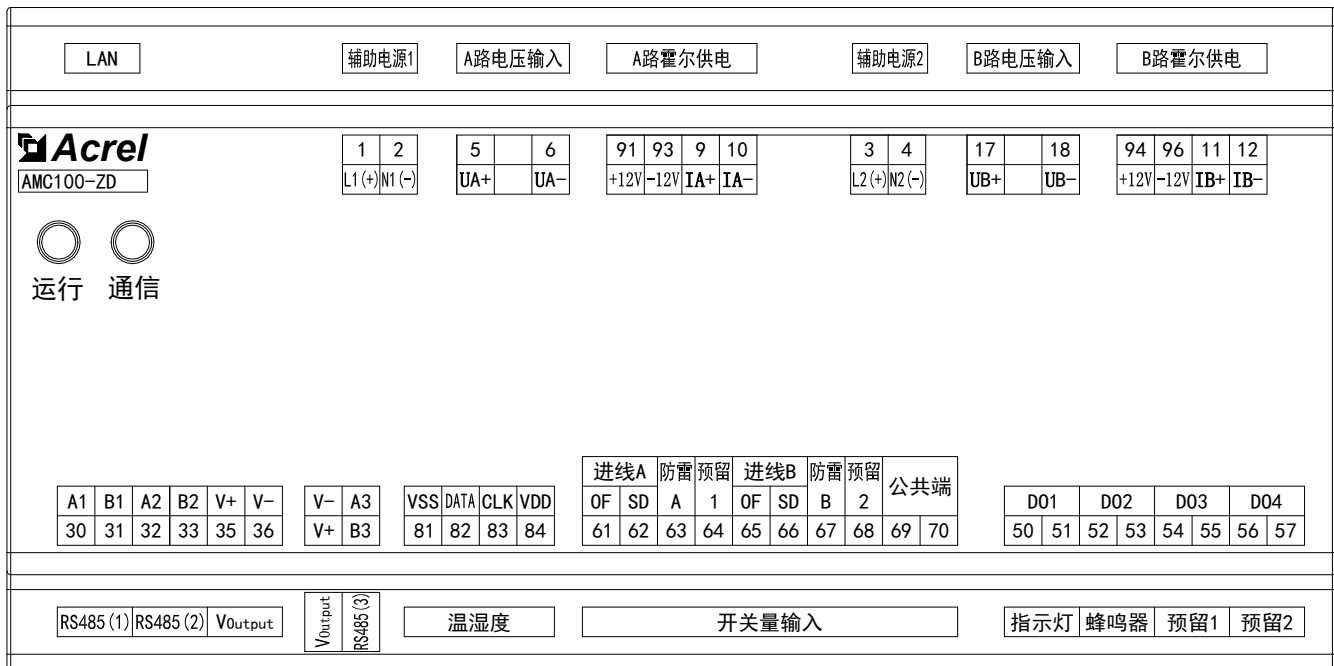 LAN 辅助电源1 A路电压输入 A路霍尔供电 辅助电源2 B路电压输入 B路霍尔供电
Acrel
AMC100-ZD
1 2 5 6 91 93 9 10 3 4 17 18 94 96 11 12
L1(+) N1(-) UA+ UA- +12V -12V IA+ IA- L2(+) N2(-) UB+ UB- +12V -12V IB+ IB-
运行 通信
进线A 防雷 预留 进线B 防雷 预留 公共端
A1 B1 A2 B2 V+ V- V- A3 VSS DATA CLK VDD OF SD A 1 OF SD B 2 DO1 DO2 DO3 DO4
30 31 32 33 35 36 V+ B3 81 82 83 84 61 62 63 64 65 66 67 68 69 70 50 51 52 53 54 55 56 57
RS485(1) RS485(2) VOutput VOutput RS485(3) 温湿度 开关量输入 指示灯 蜂鸣器 预留1 预留2